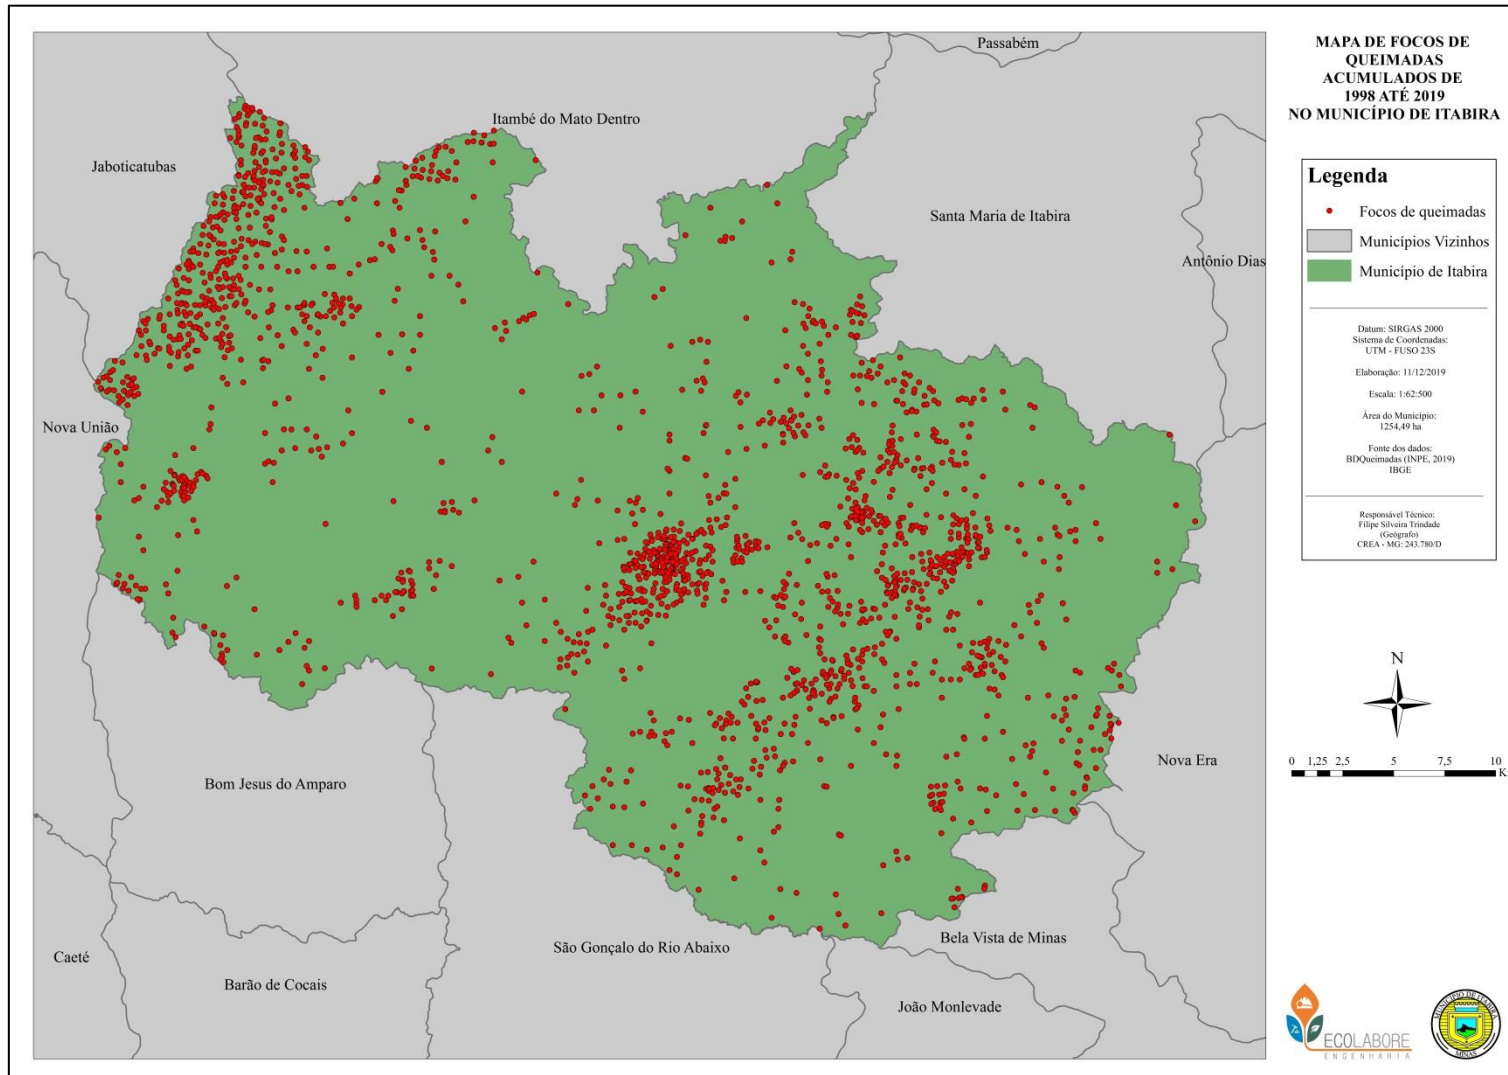 MAPA DE FOCOS DE
QUEIMADAS
ACUMULADOS DE
1998 ATÉ 2019
NO MUNICÍPIO DE ITABIRA
Passabém
Itambé do Mato Dentro
Jaboticatubas
Santa Maria de Itabira
Antônio Dias
Nova União
Bom Jesus do Amparo
Nova Era
Caeté
Barão de Cocais
São Gonçalo do Rio Abaixo
Bela Vista de Minas
João Monlevade
Legenda
Focos de queimadas
Municípios Vizinhos
Município de Itabira
Datum: SIRGAS 2000
Sistema de Coordenadas:
UTM - FUSO 23S
Elaboração: 11/12/2019
Escala: 1:62:500
Área do Município:
1254,49 ha
Fonte dos dados:
BDQueimadas (INPE, 2019)
IBGE
Responsável Técnico:
Filipe Silveira Trindade
(Geógrafo)
CREA - MG: 243.780/D
N
0 1,25 2,5 5 7,5 10
K
ECOLABORE
ENGENHARIA
MUNICÍPIO DE ITABIRA
MINAS